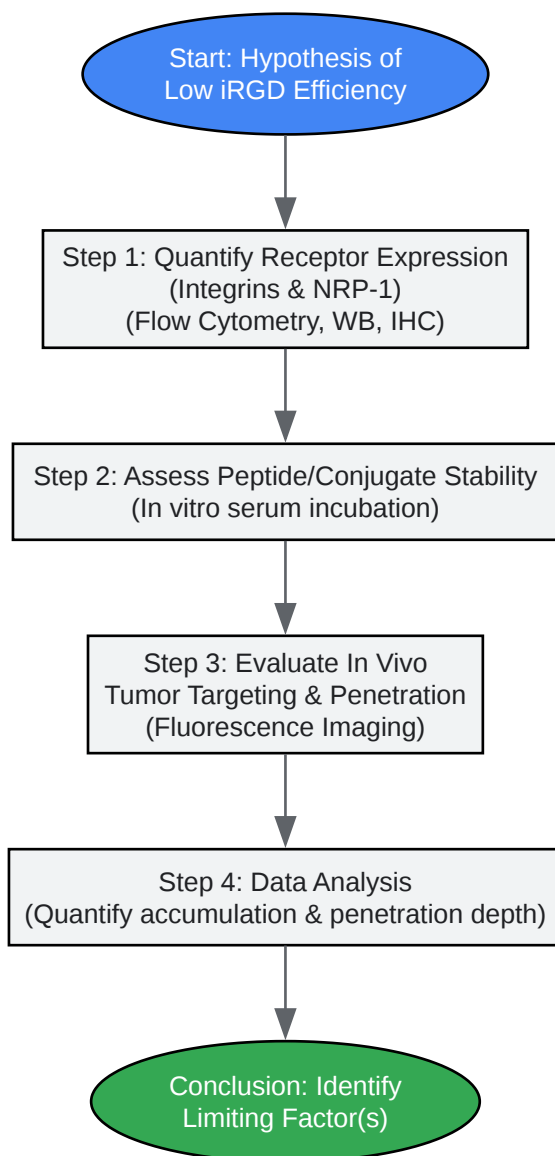 Start: Hypothesis of
Low iRGD Efficiency
Step 1: Quantify Receptor Expression
(Integrins & NRP-1)
(Flow Cytometry, WB, IHC)
Step 2: Assess Peptide/Conjugate Stability
(In vitro serum incubation)
Step 3: Evaluate In Vivo
Tumor Targeting & Penetration
(Fluorescence Imaging)
Step 4: Data Analysis
(Quantify accumulation & penetration depth)
Conclusion: Identify
Limiting Factor(s)